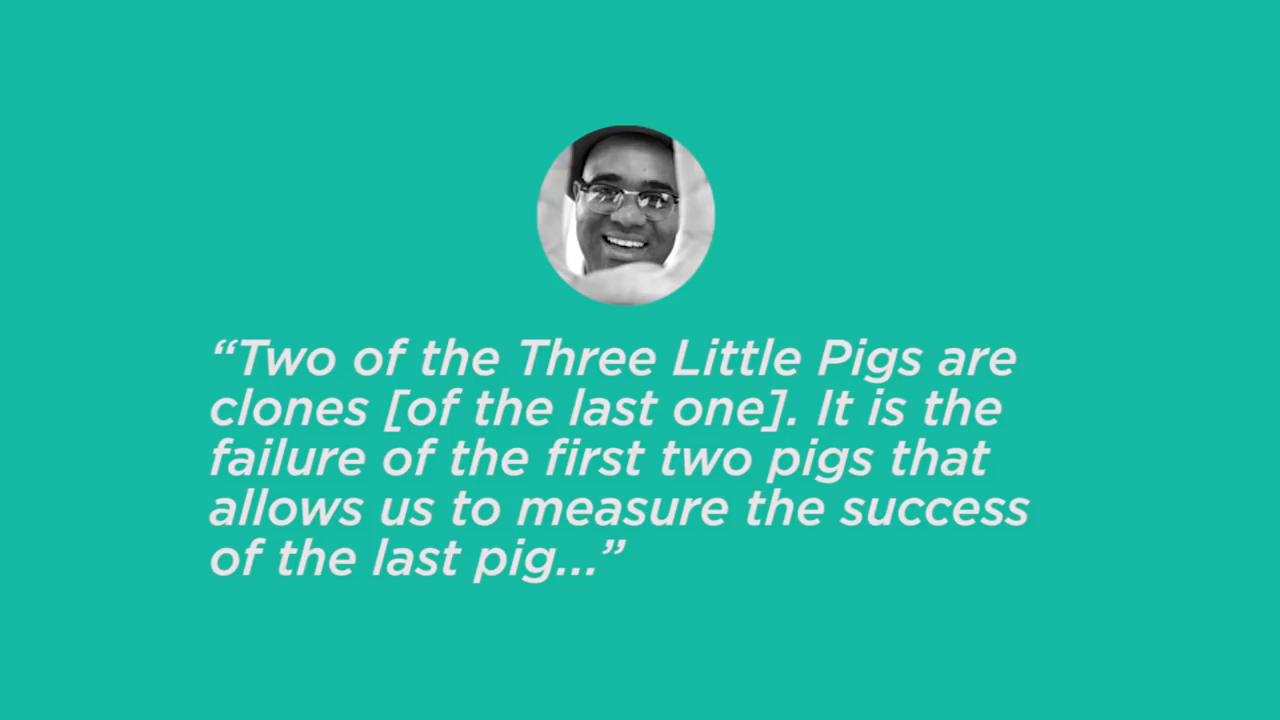 “Two of the Three Little Pigs are
clones [of the last one]. It is the
failure of the first two pigs that
allows us to measure the success
of the last pig...”